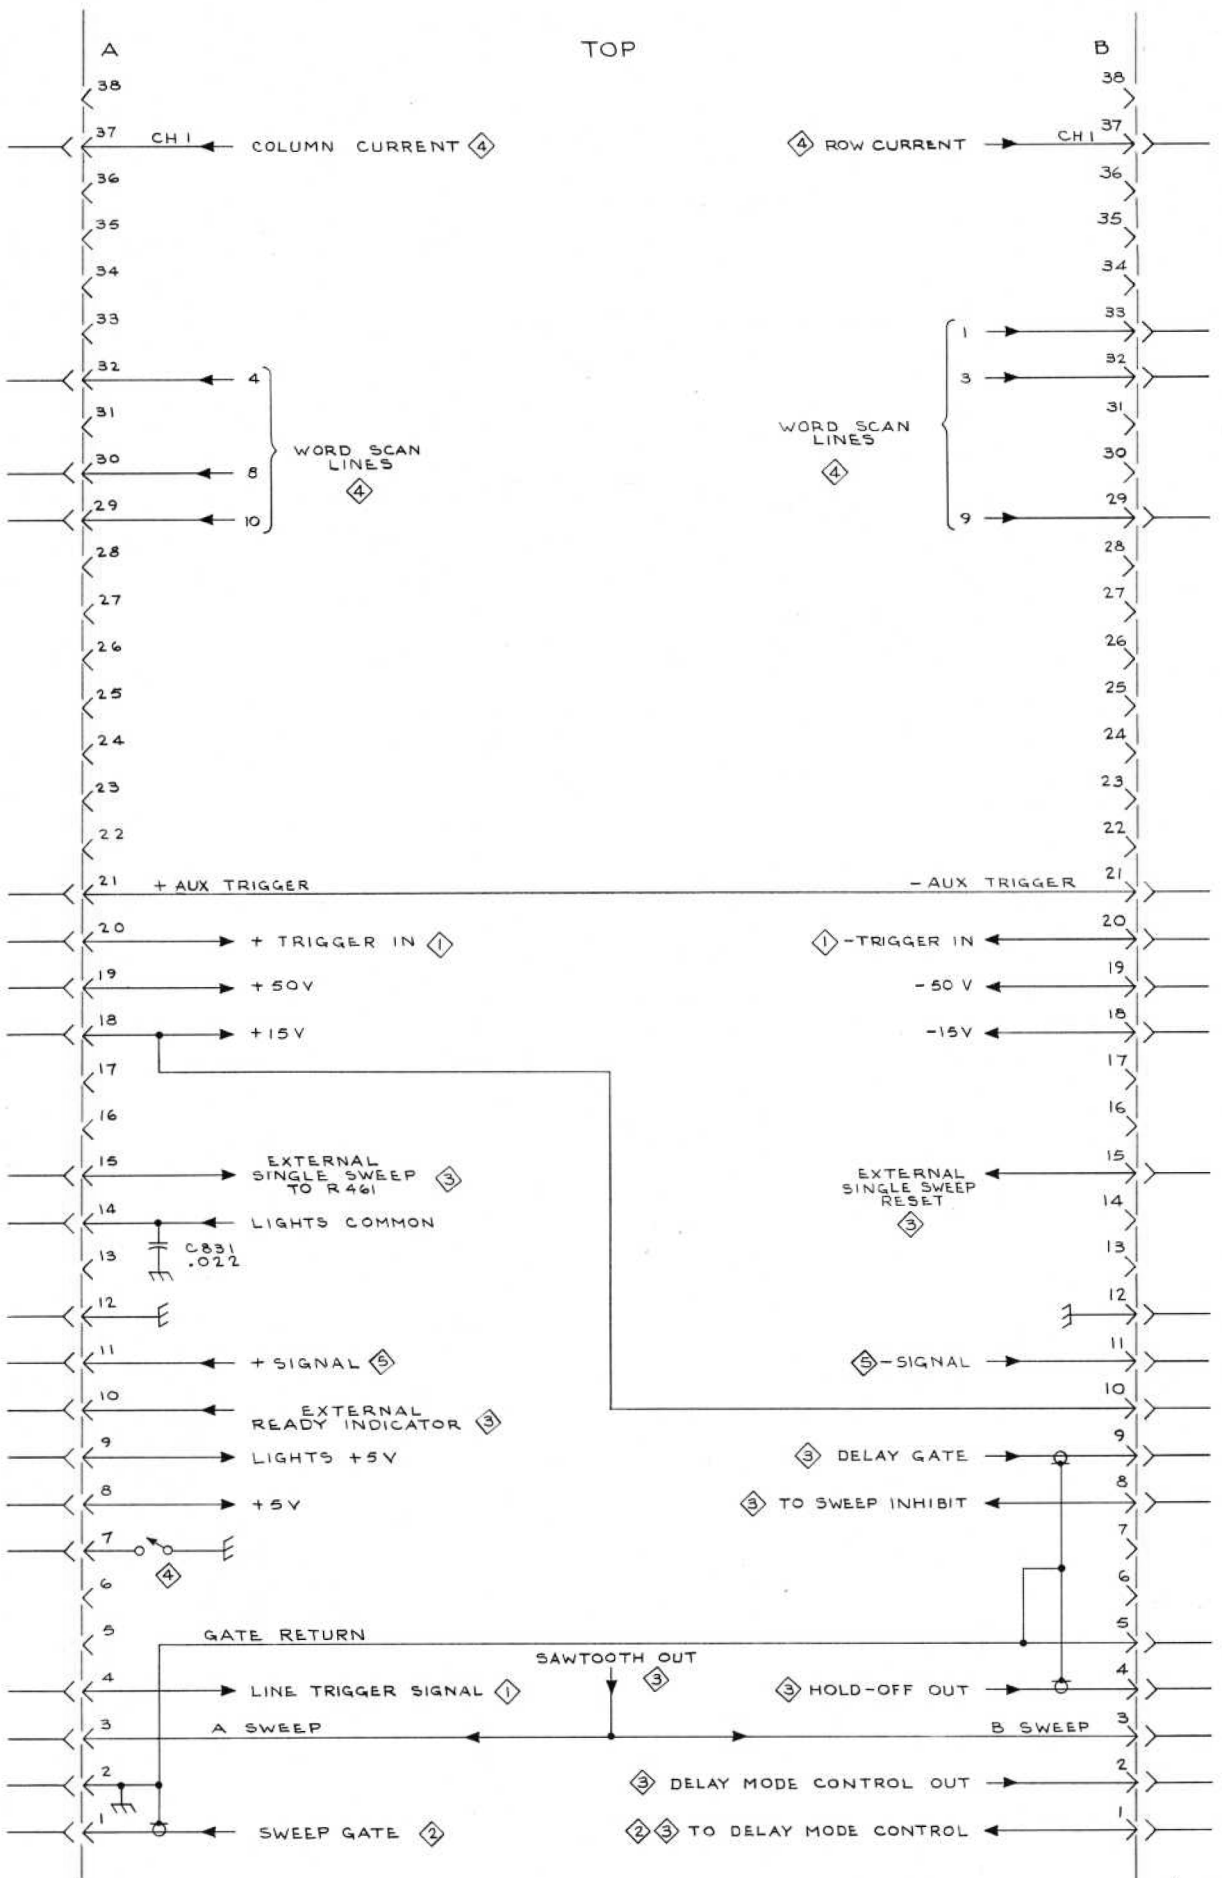 A TOP B
38 38
37 CH 1 COLUMN CURRENT 4 4 ROW CURRENT CH 1 37
36 36
35 35
34 34
33 1 33
32 4 3 32
31 31
WORD SCAN
LINES
4
WORD SCAN
LINES
4
30 8 30
29 10 9 29
28 28
27 27
26 26
25 25
24 24
23 23
22 22
21 + AUX TRIGGER - AUX TRIGGER 21
20 + TRIGGER IN 1 1 -TRIGGER IN 20
19 +50V -50 V 19
18 +15V -15V 18
17 17
16 16
15 EXTERNAL
SINGLE SWEEP
TO R461
3
EXTERNAL
SINGLE SWEEP
RESET
3
15
14 LIGHTS COMMON 14
C831
.022
13 13
12 12
11 + SIGNAL 5 5 -SIGNAL 11
10 EXTERNAL
READY INDICATOR 3
10
9 LIGHTS +5V 3 DELAY GATE 9
8 +5V 3 TO SWEEP INHIBIT 8
7 4 7
6 6
5 GATE RETURN 5
SAWTOOTH OUT
3
4 LINE TRIGGER SIGNAL 1 3 HOLD-OFF OUT 4
3 A SWEEP B SWEEP 3
2 3 DELAY MODE CONTROL OUT 2
1 SWEEP GATE 2 2 3 TO DELAY MODE CONTROL 1